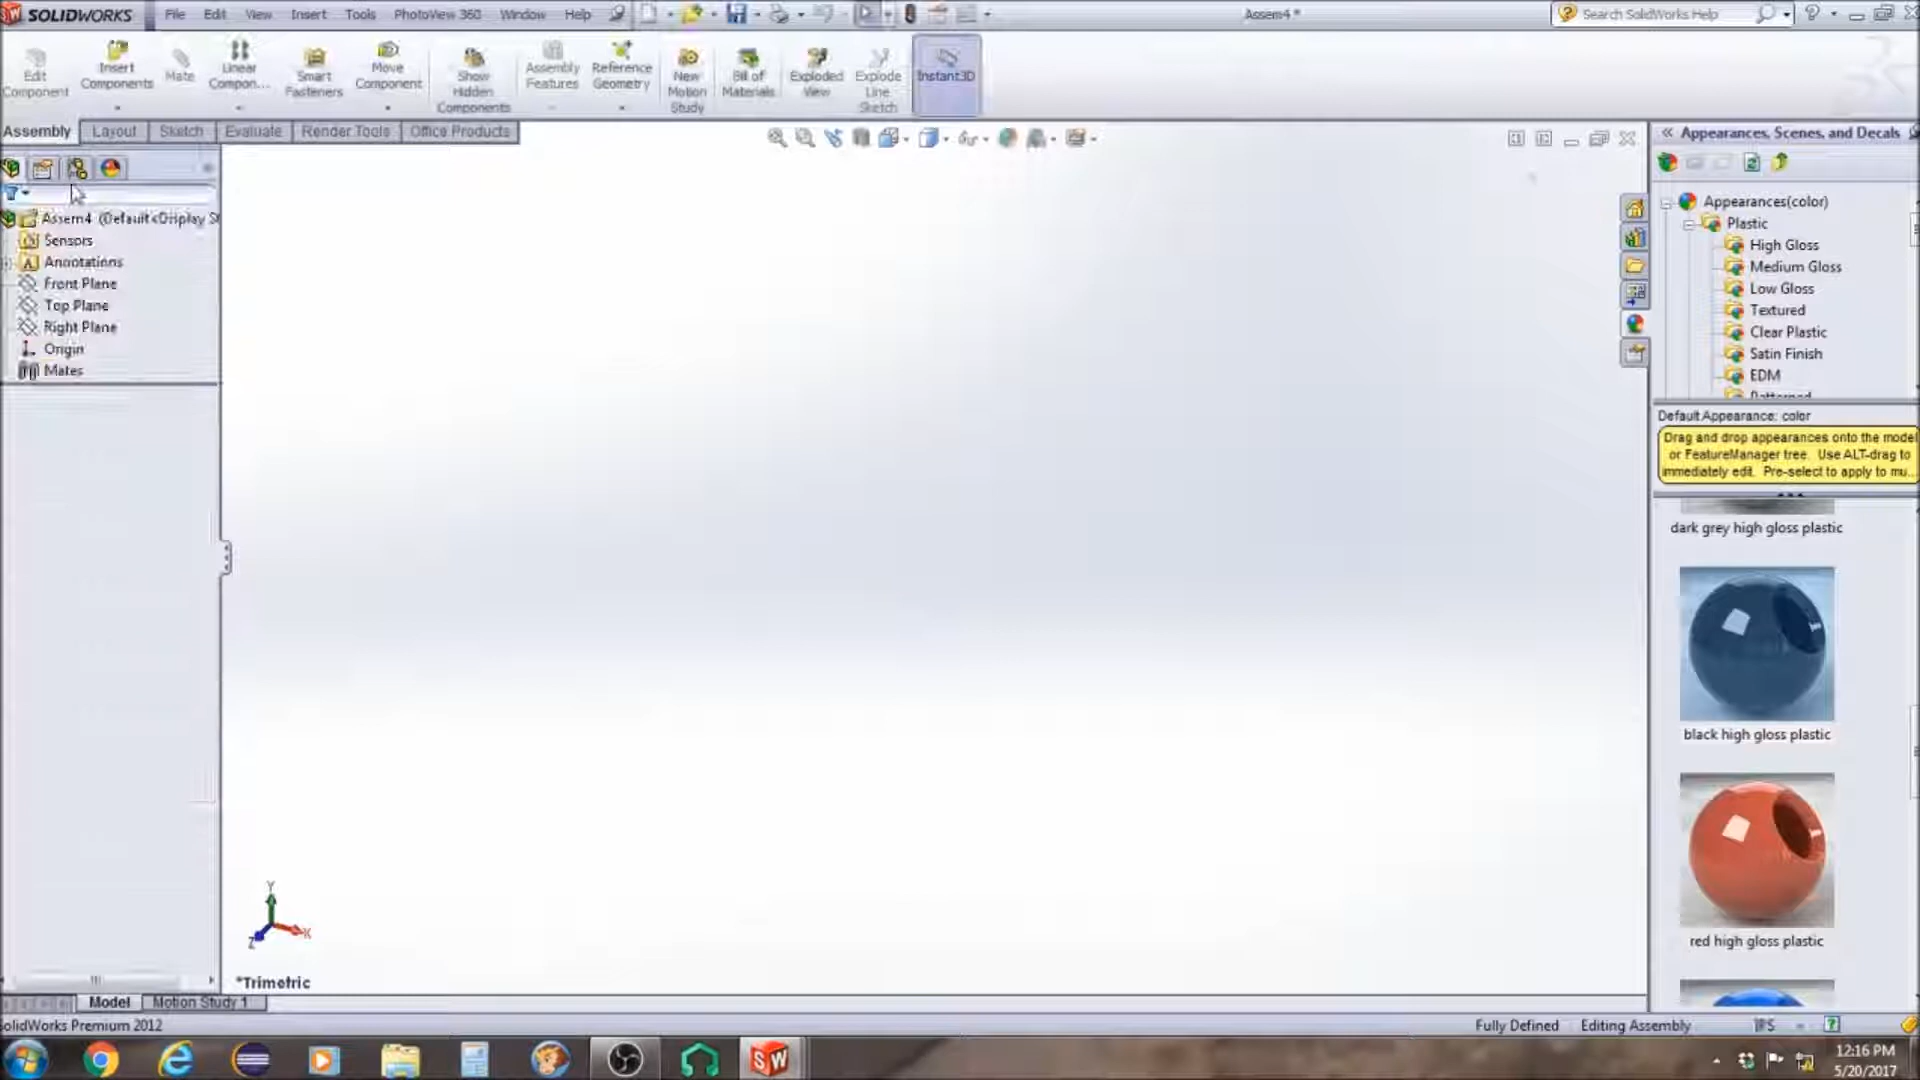 SOLIDWORKS File Edit View Insert Tools PhotoView 360 Window Help Assem4 * Search SolidWorks Help
Edit Component
Insert Components
Mate
Linear Compon...
Smart Fasteners
Move Component
Show Hidden Components
Assembly Features
Reference Geometry
New Motion Study
Bill of Materials
Exploded View
Explode Line Sketch
Instant3D
Assembly Layout Sketch Evaluate Render Tools Office Products
Assem4 (Default<Display St
Sensors
Annotations
Front Plane
Top Plane
Right Plane
Origin
Mates
Y
X
Z
*Trimetric
Appearances, Scenes, and Decals
Appearances(color)
Plastic
High Gloss
Medium Gloss
Low Gloss
Textured
Clear Plastic
Satin Finish
EDM
Patterned
Default Appearance: color
Drag and drop appearances onto the model
or FeatureManager tree. Use ALT-drag to
immediately edit. Pre-select to apply to mu...
dark grey high gloss plastic
black high gloss plastic
red high gloss plastic
Model Motion Study 1
olidWorks Premium 2012 Fully Defined Editing Assembly IPS
SW
12:16 PM
5/20/2017